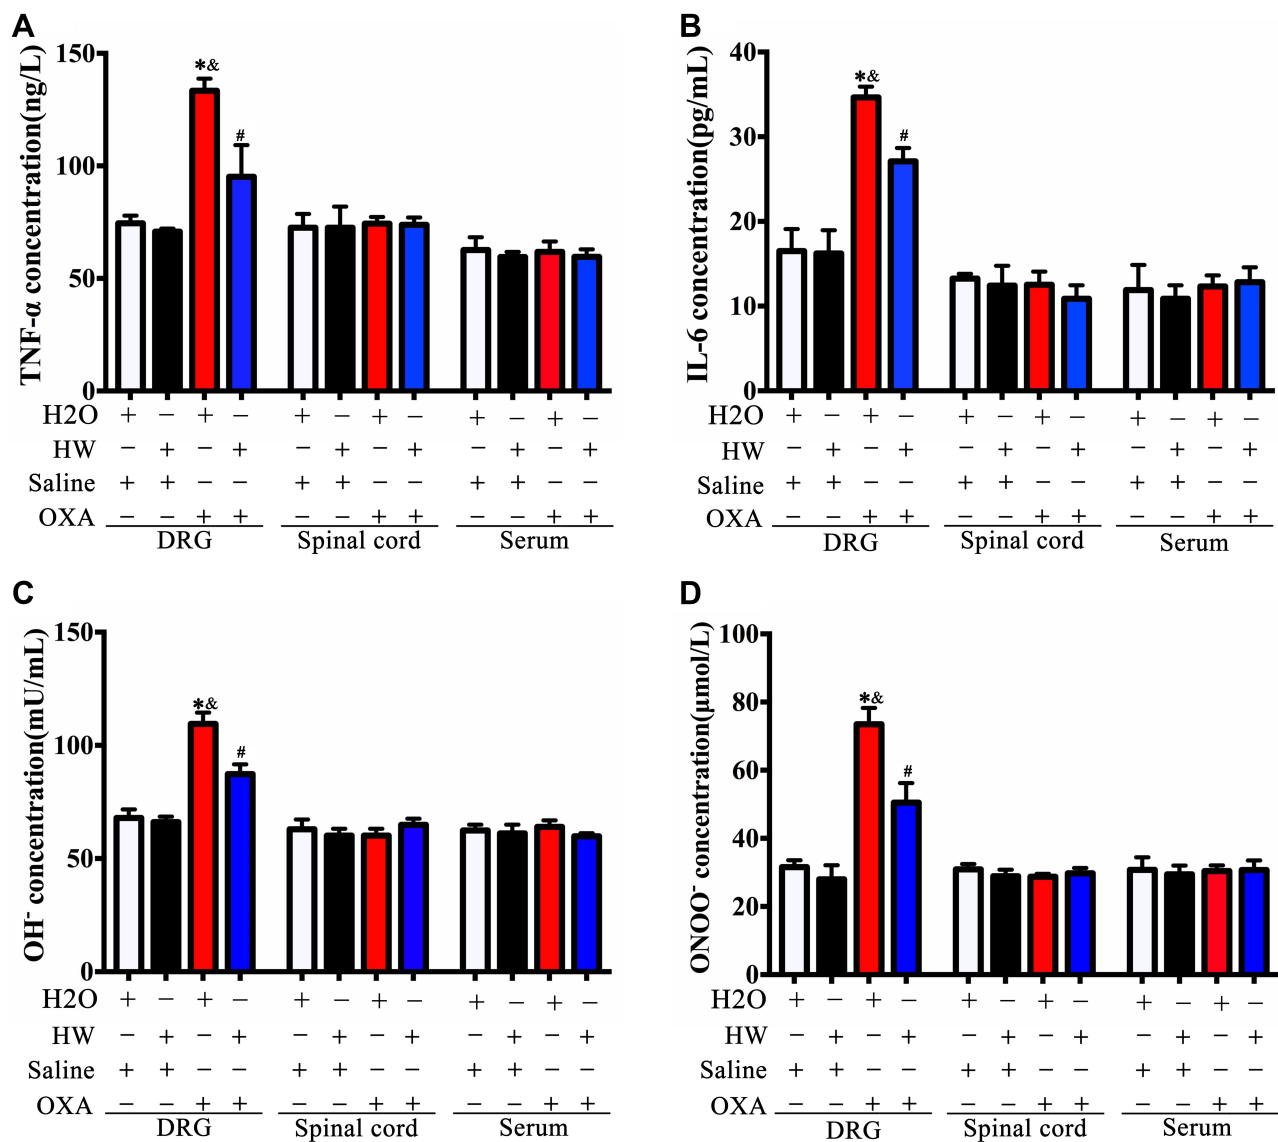 A
TNF-α concentration(ng/L)
150
100
50
0
*&
#
H2O + − + − + − + − + − + −
HW − + − + − + − + − + − +
Saline + + − − + + − − + + − −
OXA − − + + − − + + − − + +
DRG Spinal cord Serum
B
IL-6 concentration(pg/mL)
40
30
20
10
0
*&
#
H2O + − + − + − + − + − + −
HW − + − + − + − + − + − +
Saline + + − − + + − − + + − −
OXA − − + + − − + + − − + +
DRG Spinal cord Serum
C
OH⁻ concentration(mU/mL)
150
100
50
0
*&
#
H2O + − + − + − + − + − + −
HW − + − + − + − + − + − +
Saline + + − − + + − − + + − −
OXA − − + + − − + + − − + +
DRG Spinal cord Serum
D
ONOO⁻ concentration(μmol/L)
100
80
60
40
20
0
*&
#
H2O + − + − + − + − + − + −
HW − + − + − + − + − + − +
Saline + + − − + + − − + + − −
OXA − − + + − − + + − − + +
DRG Spinal cord Serum